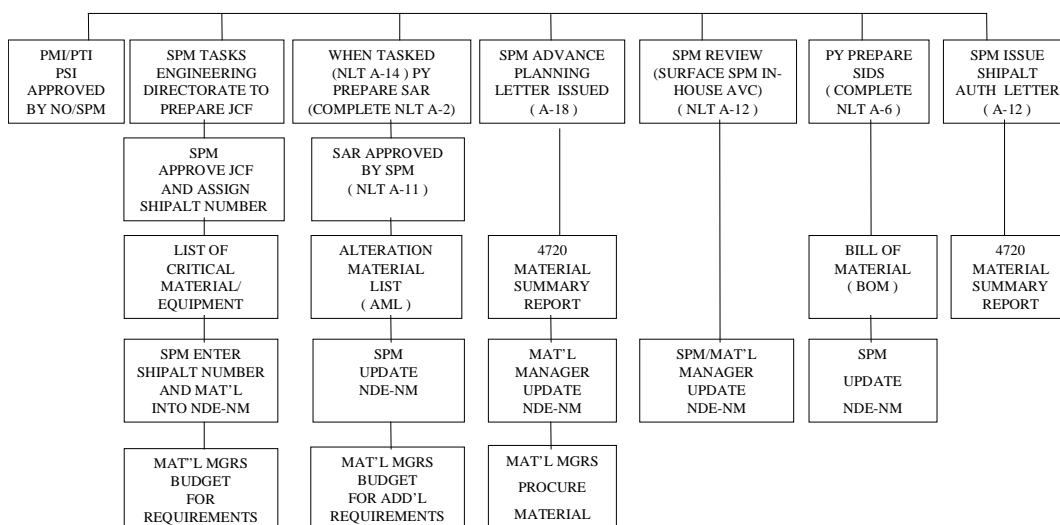 PMI/PTI
PSI
APPROVED
BY NO/SPM
SPM TASKS
ENGINEERING
DIRECTORATE TO
PREPARE JCF
WHEN TASKED
(NLT A-14 ) PY
PREPARE SAR
(COMPLETE NLT A-2)
SPM ADVANCE
PLANNING
LETTER  ISSUED
( A-18 )
SPM REVIEW
(SURFACE SPM IN-
HOUSE AVC)
( NLT A-12 )
PY PREPARE
SIDS
( COMPLETE
NLT A-6 )
SPM ISSUE
SHIPALT
AUTH LETTER
( A-12 )
SPM
APPROVE JCF
AND ASSIGN
SHIPALT NUMBER
SAR APPROVED
BY SPM
( NLT A-11 )
LIST OF
CRITICAL
MATERIAL/
EQUIPMENT
ALTERATION
MATERIAL
LIST
( AML )
4720
MATERIAL
SUMMARY
REPORT
BILL OF
MATERIAL
( BOM )
4720
MATERIAL
SUMMARY
REPORT
SPM ENTER
SHIPALT NUMBER
AND MAT'L
INTO NDE-NM
SPM
UPDATE
NDE-NM
MAT'L
MANAGER
UPDATE
NDE-NM
SPM/MAT'L
MANAGER
UPDATE
NDE-NM
SPM
UPDATE
NDE-NM
MAT"L MGRS
BUDGET
FOR
REQUIREMENTS
MAT'L MGRS
BUDGET
FOR ADD'L
REQUIREMENTS
MAT'L MGRS
PROCURE
MATERIAL